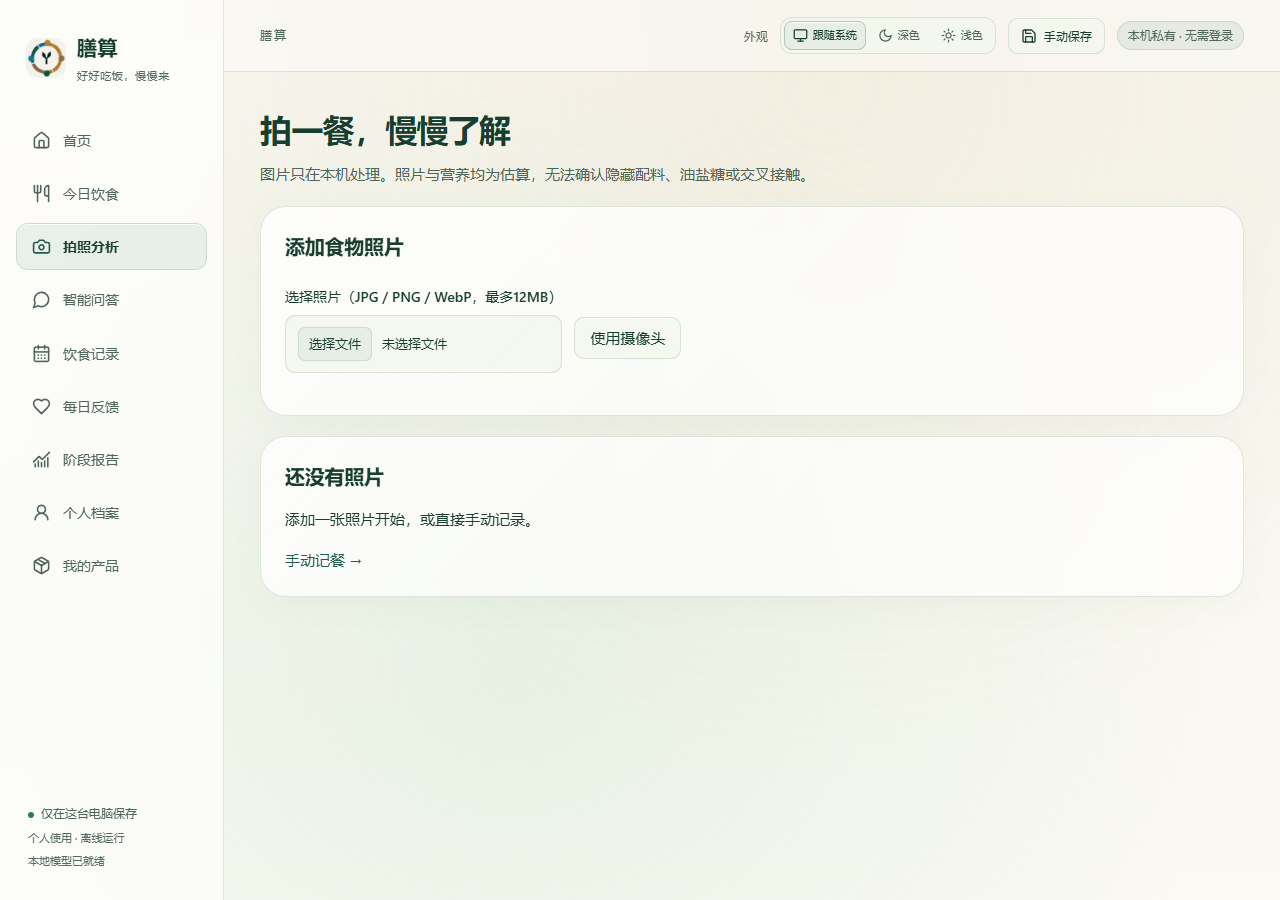 膳算
好好吃饭，慢慢来
首页
今日饮食
拍照分析
智能问答
饮食记录
每日反馈
阶段报告
个人档案
我的产品
仅在这台电脑保存
个人使用 · 离线运行
本地模型已就绪
膳算
外观
跟随系统
深色
浅色
手动保存
本机私有 · 无需登录
拍一餐，慢慢了解
图片只在本机处理。照片与营养均为估算，无法确认隐藏配料、油盐糖或交叉接触。
添加食物照片
选择照片（JPG / PNG / WebP，最多12MB）
选择文件 未选择文件
使用摄像头
还没有照片
添加一张照片开始，或直接手动记录。
手动记餐 →